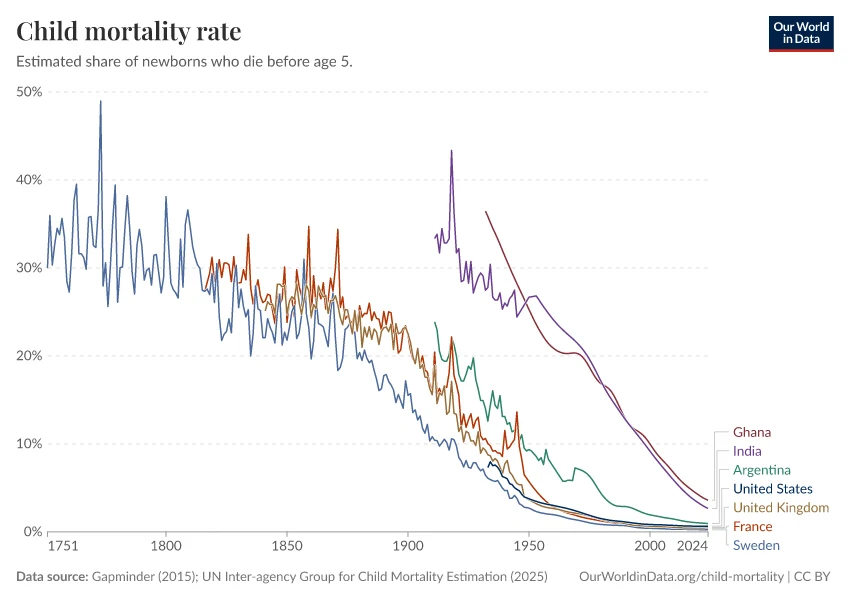 Child mortality rate
Our World
in Data
Estimated share of newborns who die before age 5.
50%
40%
30%
20%
10%
0%
1751
1800
1850
1900
1950
2000
2024
Ghana
India
Argentina
United States
United Kingdom
France
Sweden
Data source: Gapminder (2015); UN Inter-agency Group for Child Mortality Estimation (2025)
OurWorldinData.org/child-mortality | CC BY